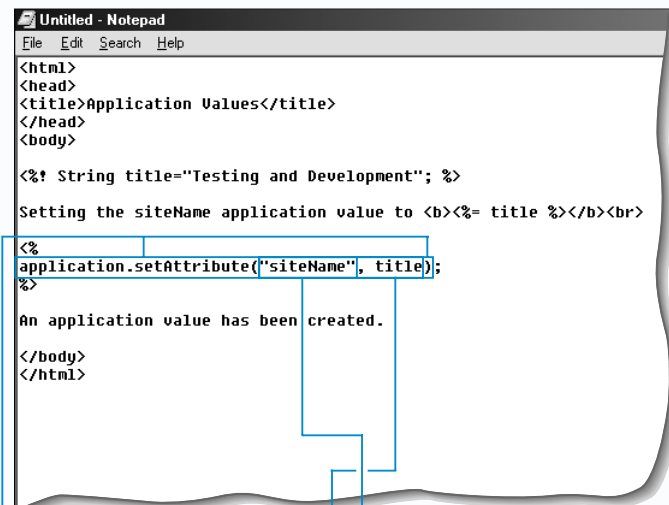 Untitled - Notepad
File Edit Search Help
<html>
<head>
<title>Application Values</title>
</head>
<body>
<%! String title="Testing and Development"; %>
Setting the siteName application value to <b><%= title %></b><br>
<%
application.setAttribute("siteName", title);
%>
An application value has been created.
</body>
</html>